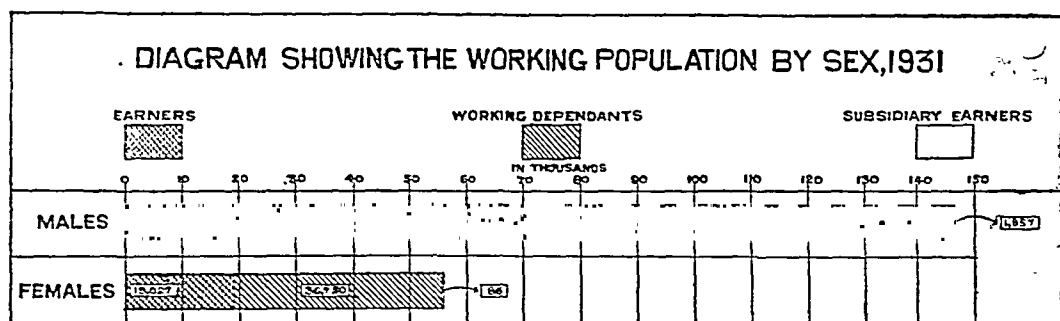 DIAGRAM SHOWING THE WORKING POPULATION BY SEX, 1931
EARNERS WORKING DEPENDANTS SUBSIDIARY EARNERS
IN THOUSANDS
0 10 20 30 40 50 60 70 80 90 100 110 120 130 140 150
MALES
FEMALES